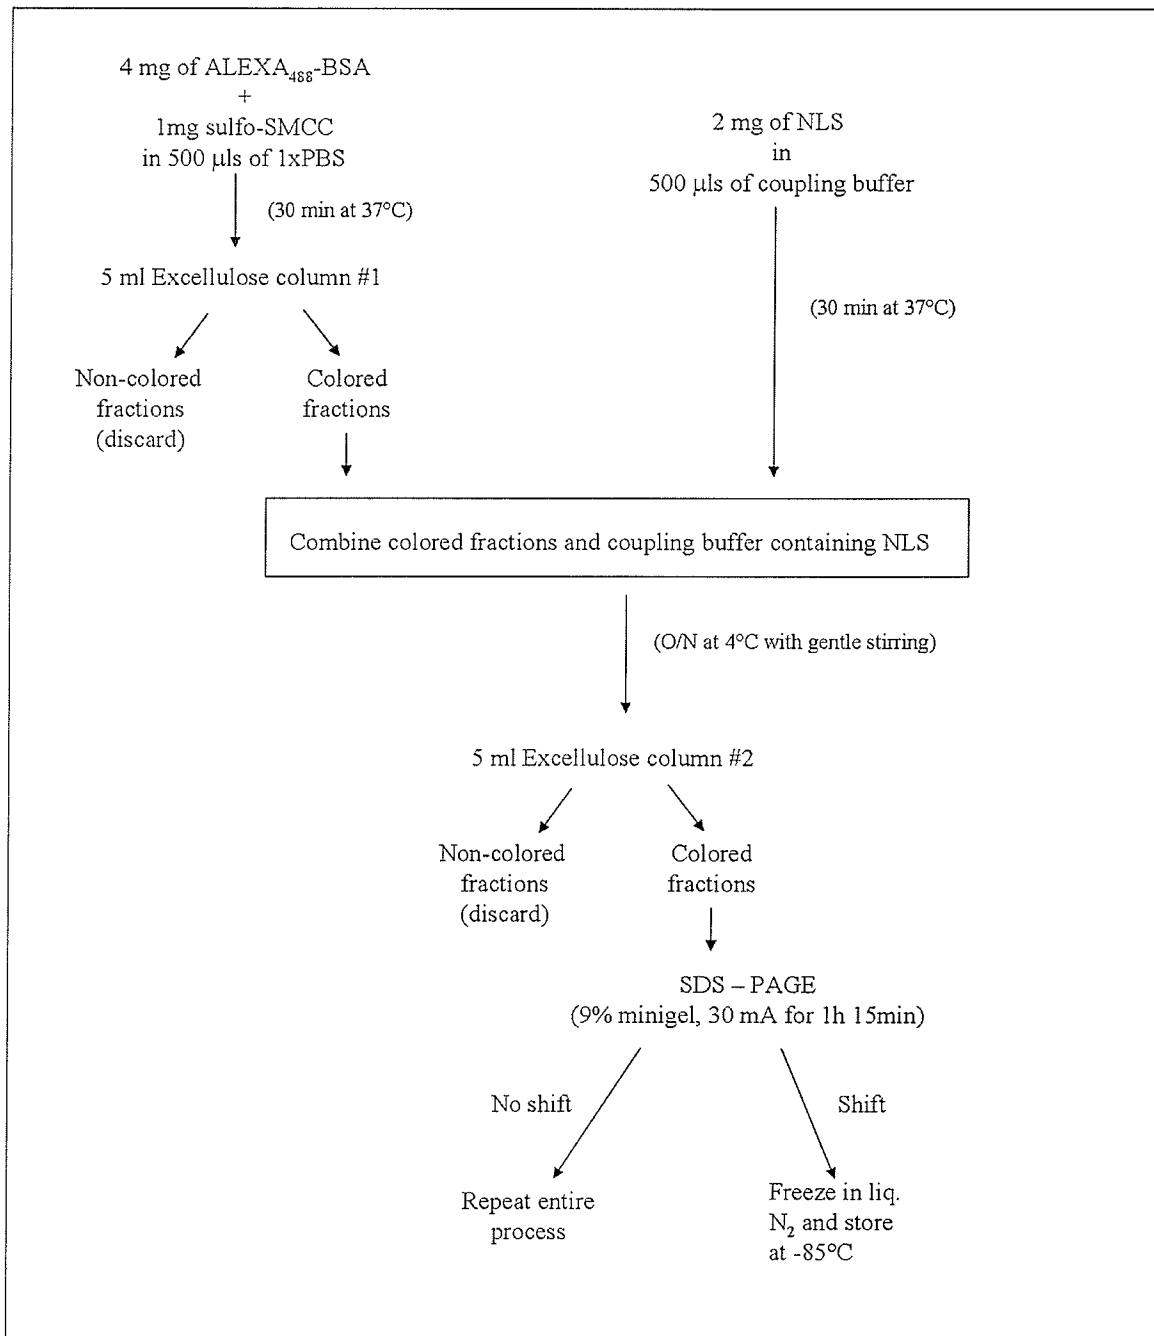 4 mg of ALEXA₄₈₈-BSA
+
1mg sulfo-SMCC
in 500 μls of 1xPBS
(30 min at 37°C)
5 ml Excellulose column #1
Non-colored
fractions
(discard)
Colored
fractions
2 mg of NLS
in
500 μls of coupling buffer
(30 min at 37°C)
Combine colored fractions and coupling buffer containing NLS
(O/N at 4°C with gentle stirring)
5 ml Excellulose column #2
Non-colored
fractions
(discard)
Colored
fractions
SDS – PAGE
(9% minigel, 30 mA for 1h 15min)
No shift
Shift
Repeat entire
process
Freeze in liq.
N₂ and store
at -85°C